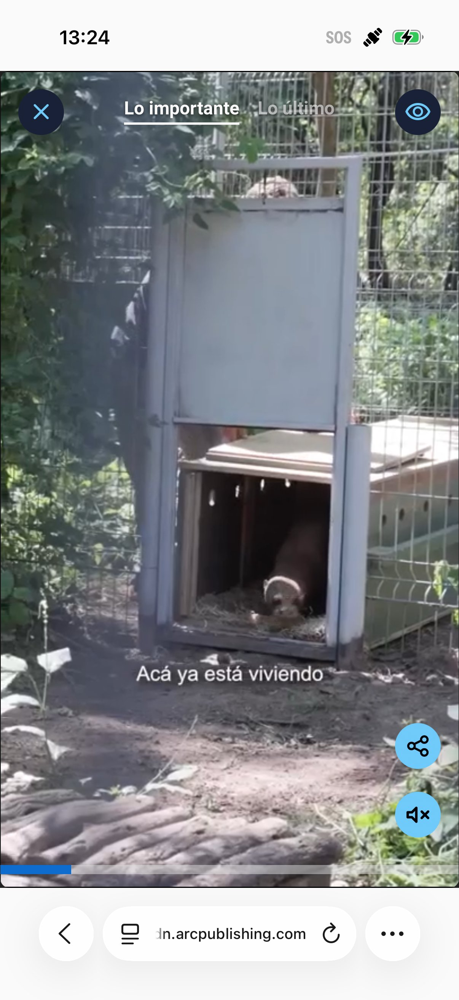 13:24
SOS
Lo importante
Lo último
Acá ya está viviendo
dn.arcpublishing.com